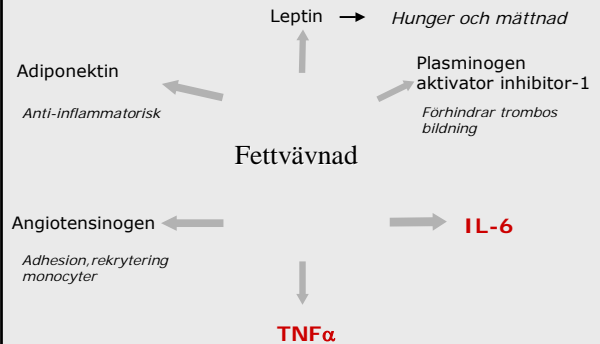 Leptin
Hunger och mättnad
Adiponektin
Anti-inflammatorisk
Plasminogen
aktivator inhibitor-1
Förhindrar trombos
bildning
Fettvävnad
Angiotensinogen
Adhesion,rekrytering
monocyter
IL-6
TNFα